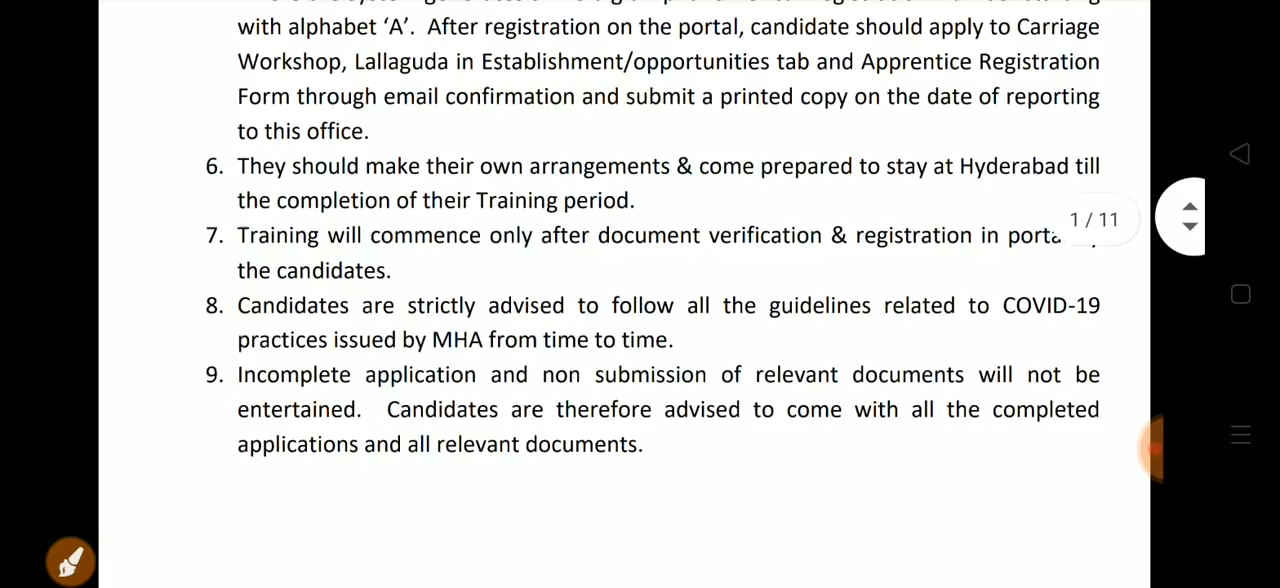 with alphabet ‘A’. After registration on the portal, candidate should apply to Carriage
Workshop, Lallaguda in Establishment/opportunities tab and Apprentice Registration
Form through email confirmation and submit a printed copy on the date of reporting
to this office.
6. They should make their own arrangements & come prepared to stay at Hyderabad till
the completion of their Training period.
7. Training will commence only after document verification & registration in
the candidates.
8. Candidates are strictly advised to follow all the guidelines related to COVID-19
practices issued by MHA from time to time.
9. Incomplete application and non submission of relevant documents will not be
entertained. Candidates are therefore advised to come with all the completed
applications and all relevant documents.
1 / 11